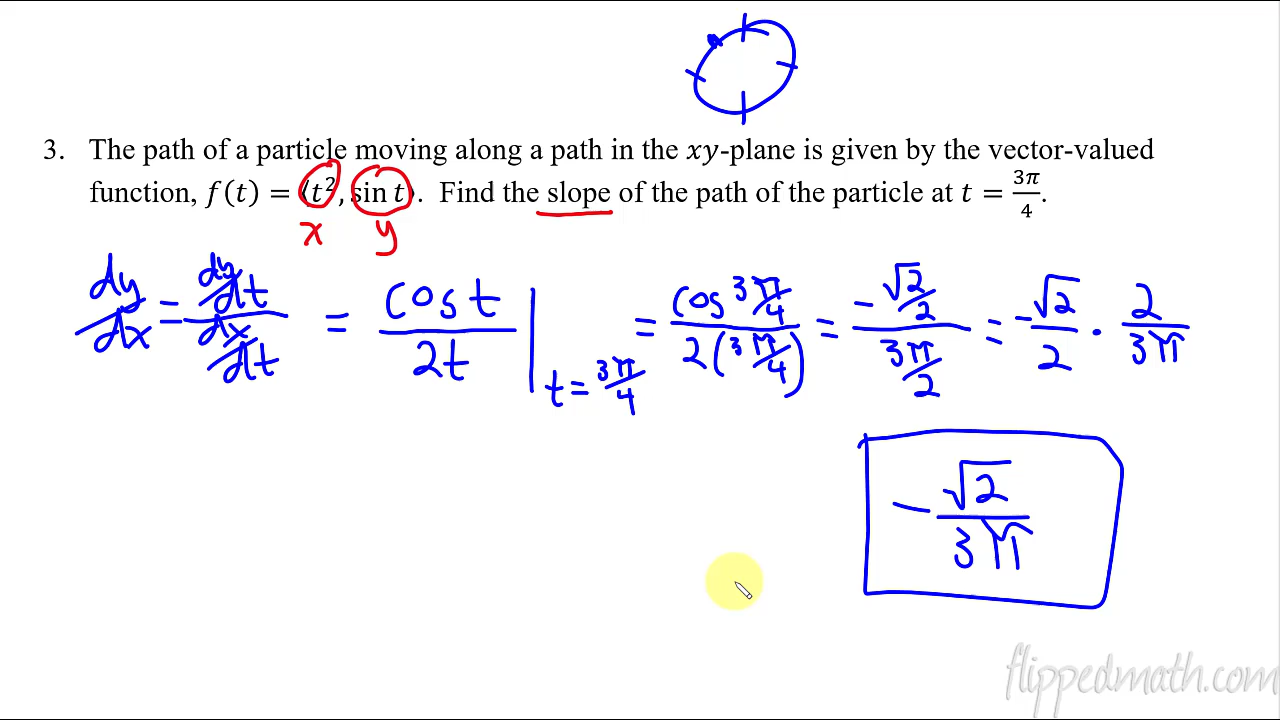 3. The path of a particle moving along a path in the xy-plane is given by the vector-valued
function, f(t) = ⟨t², sin t⟩. Find the slope of the path of the particle at t = 3π/4.
x y
dy/dx = (dy/dt)/(dx/dt) = cos t / 2t | t = 3π/4 = cos 3π/4 / 2(3π/4) = (-√2/2)/(3π/2) = -√2/2 · 2/3π
-√2/3π
flippedmath.com